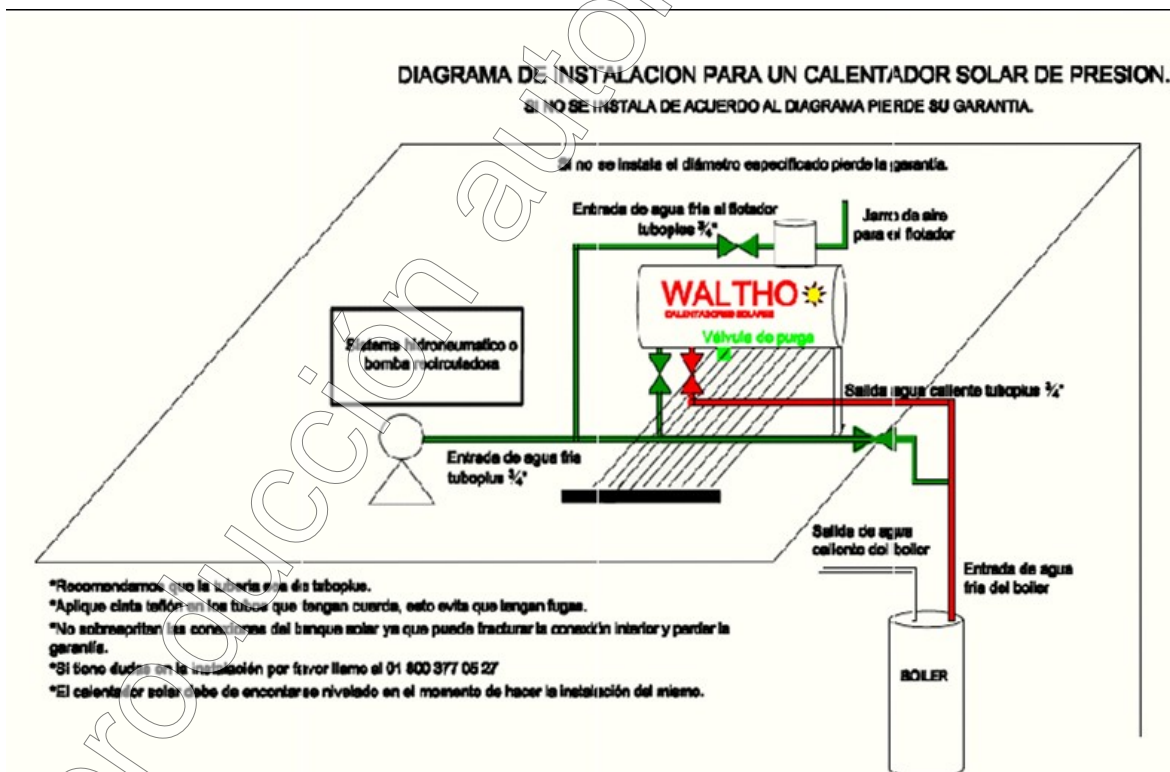 DIAGRAMA DE INSTALACION PARA UN CALENTADOR SOLAR DE PRESION.
SI NO SE INSTALA DE ACUERDO AL DIAGRAMA PIERDE SU GARANTIA.
Si no se instala el diámetro especificado pierde la garantía.
Entrada de agua fria al flotador
tuboplus ¾"
Jarro de aire
para el flotador
WALTHO
CALENTADORES SOLARES
Válvula de purga
Sistema hidroneumatico o
bomba recirculadora
Salida agua caliente tuboplus ¾"
Entrada de agua fria
tuboplus ¾"
Salida de agua
caliente del boiler
Entrada de agua
fria del boiler
BOILER
*Recomendamos que la tuberia sea de tuboplus.
*Aplique cinta teflón en los tubos que tengan cuerda, esto evita que tengan fugas.
*No sobreapriten las conexiones del tanque solar ya que puede fracturar la conexión interior y perder la
garantía.
*Si tiene dudas en la instalación por favor llame al 01 800 377 05 27
*El calentador solar debe de encontarse nivelado en el momento de hacer la instalación del mismo.
roducción autor